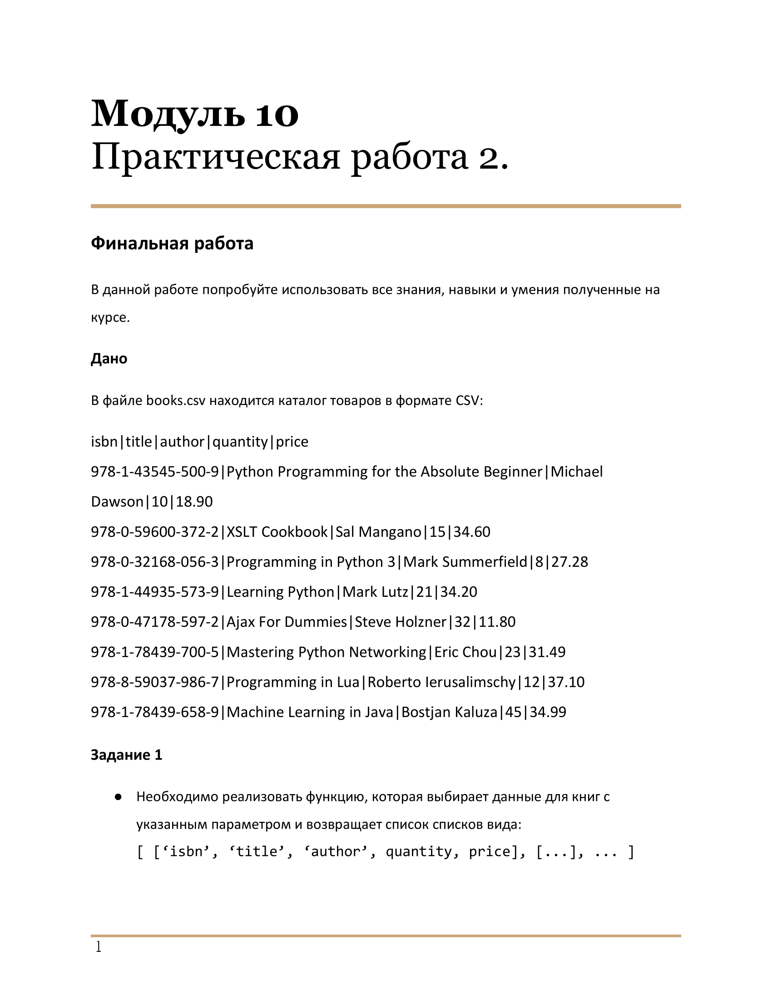 Модуль 10
Практическая работа 2.
Финальная работа
В данной работе попробуйте использовать все знания, навыки и умения полученные на
курсе.
Дано
В файле books.csv находится каталог товаров в формате CSV:
isbn|title|author|quantity|price
978-1-43545-500-9|Python Programming for the Absolute Beginner|Michael
Dawson|10|18.90
978-0-59600-372-2|XSLT Cookbook|Sal Mangano|15|34.60
978-0-32168-056-3|Programming in Python 3|Mark Summerfield|8|27.28
978-1-44935-573-9|Learning Python|Mark Lutz|21|34.20
978-0-47178-597-2|Ajax For Dummies|Steve Holzner|32|11.80
978-1-78439-700-5|Mastering Python Networking|Eric Chou|23|31.49
978-8-59037-986-7|Programming in Lua|Roberto Ierusalimschy|12|37.10
978-1-78439-658-9|Machine Learning in Java|Bostjan Kaluza|45|34.99
Задание 1
● Необходимо реализовать функцию, которая выбирает данные для книг с
указанным параметром и возвращает список списков вида:
[ [‘isbn’, ‘title’, ‘author’, quantity, price], [...], ... ]
1